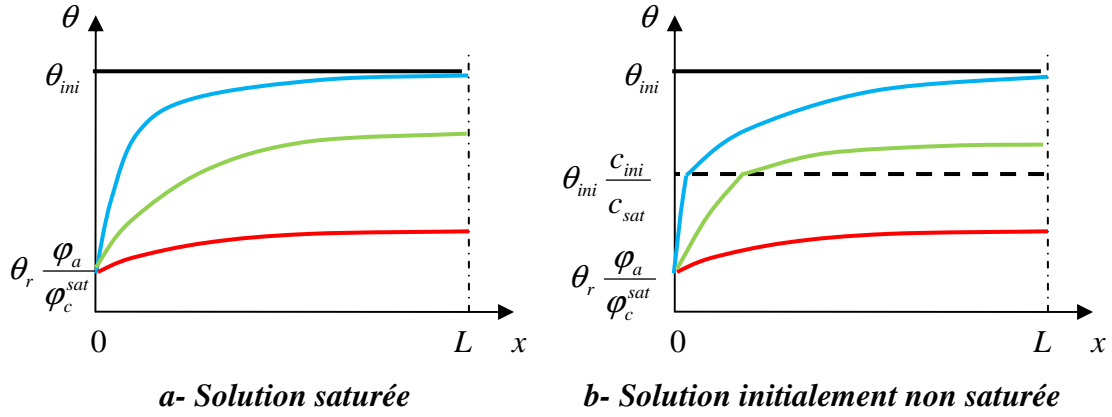 θ
θ_ini
θ_r φ_a / φ_c^sat
0
L
x
a- Solution saturée
θ
θ_ini
θ_ini c_ini / c_sat
θ_r φ_a / φ_c^sat
0
L
x
b- Solution initialement non saturée